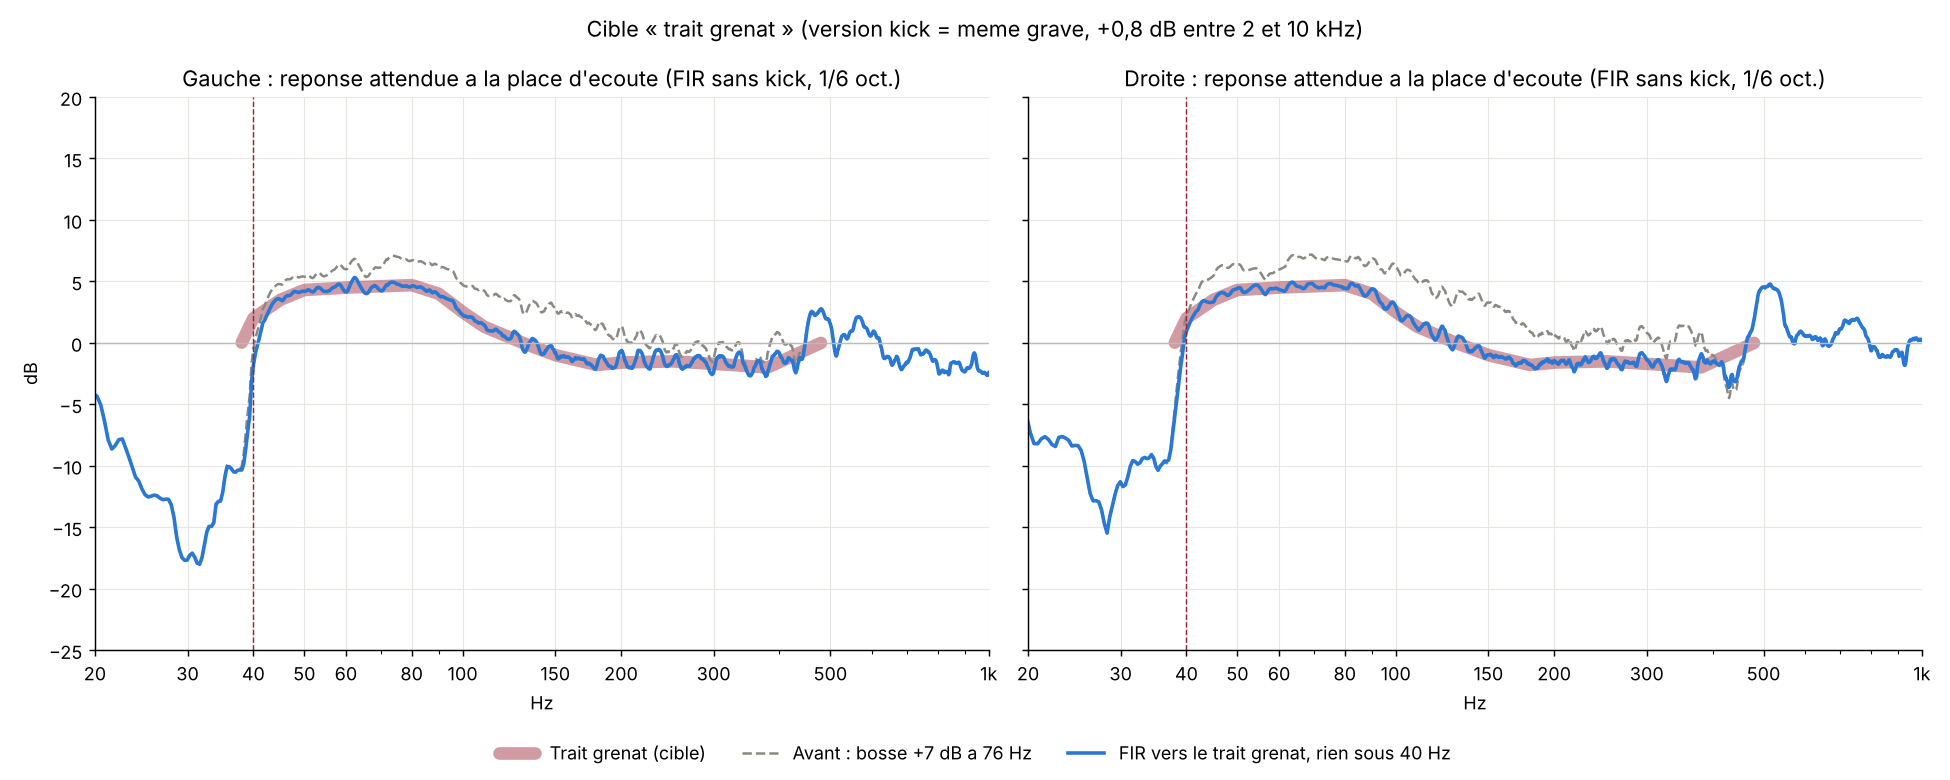 Cible « trait grenat » (version kick = meme grave, +0,8 dB entre 2 et 10 kHz)
Gauche : reponse attendue a la place d'ecoute (FIR sans kick, 1/6 oct.)
Droite : reponse attendue a la place d'ecoute (FIR sans kick, 1/6 oct.)
20
15
10
5
0
−5
−10
−15
−20
−25
dB
20 30 40 50 60 80 100 150 200 300 500 1k
20 30 40 50 60 80 100 150 200 300 500 1k
Hz
Hz
Trait grenat (cible)
Avant : bosse +7 dB a 76 Hz
FIR vers le trait grenat, rien sous 40 Hz